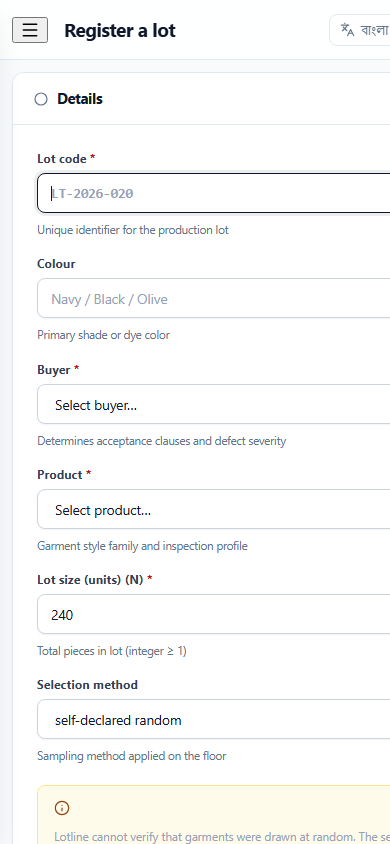 Register a lot
বাংলা
Details
Lot code *
LT-2026-020
Unique identifier for the production lot
Colour
Navy / Black / Olive
Primary shade or dye color
Buyer *
Select buyer...
Determines acceptance clauses and defect severity
Product *
Select product...
Garment style family and inspection profile
Lot size (units) (N) *
240
Total pieces in lot (integer ≥ 1)
Selection method
self-declared random
Sampling method applied on the floor
Lotline cannot verify that garments were drawn at random. The